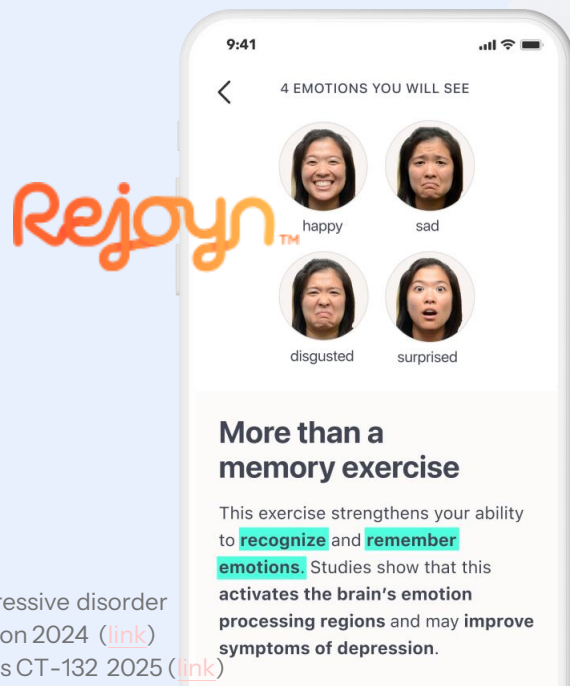 9:41
4 EMOTIONS YOU WILL SEE
Rejoyn™
happy
sad
disgusted
surprised
More than a
memory exercise
This exercise strengthens your ability
to recognize and remember
emotions. Studies show that this
activates the brain's emotion
processing regions and may improve
symptoms of depression.
disorder
2024 (link)
CT-132 2025 (link)